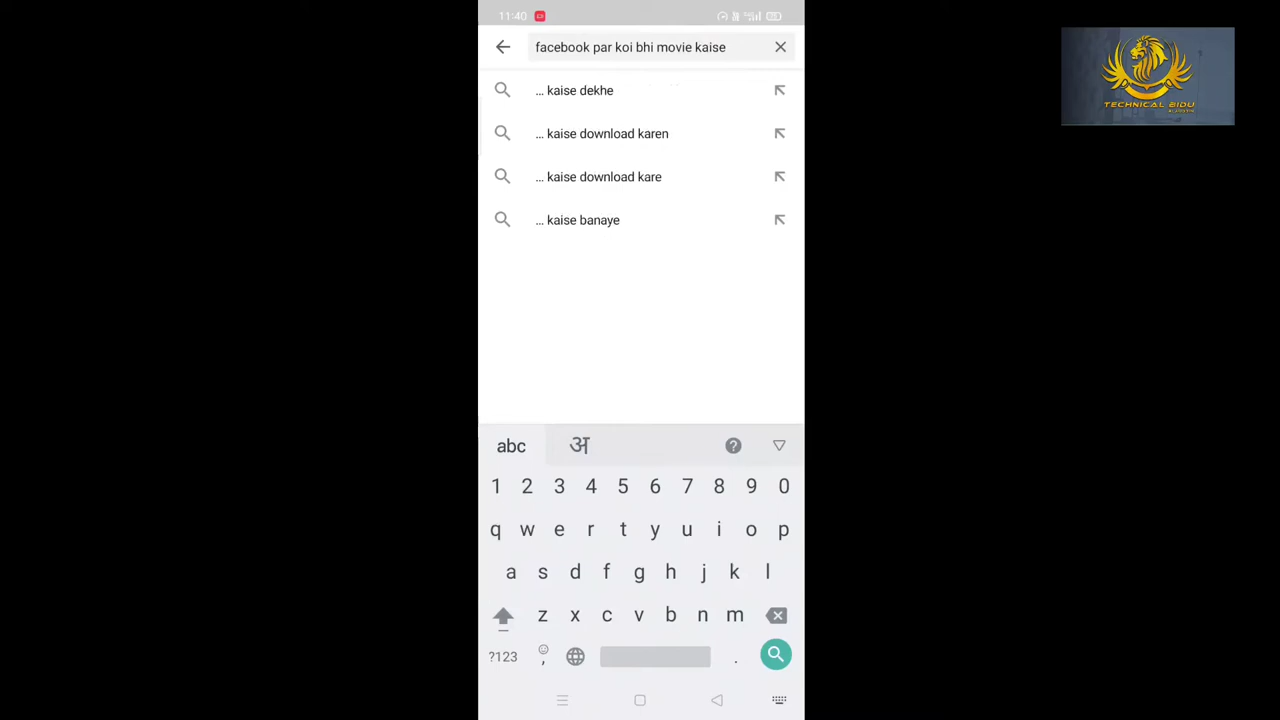 11:40
facebook par koi bhi movie kaise
... kaise dekhe
... kaise download karen
... kaise download kare
... kaise banaye
TECHNICAL BIDU
abc अ ?
1 2 3 4 5 6 7 8 9 0
q w e r t y u i o p
a s d f g h j k l
z x c v b n m
?123 , .